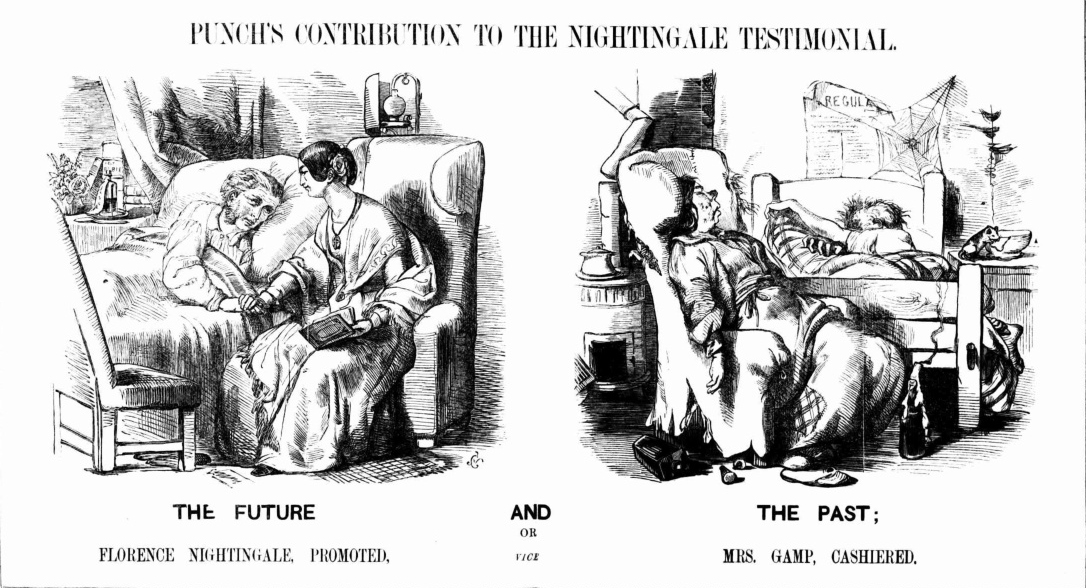 PUNCH'S CONTRIBUTION TO THE NIGHTINGALE TESTIMONIAL.
REGULA
THE FUTURE AND THE PAST;
OR
FLORENCE NIGHTINGALE, PROMOTED, VICE MRS. GAMP, CASHIERED.